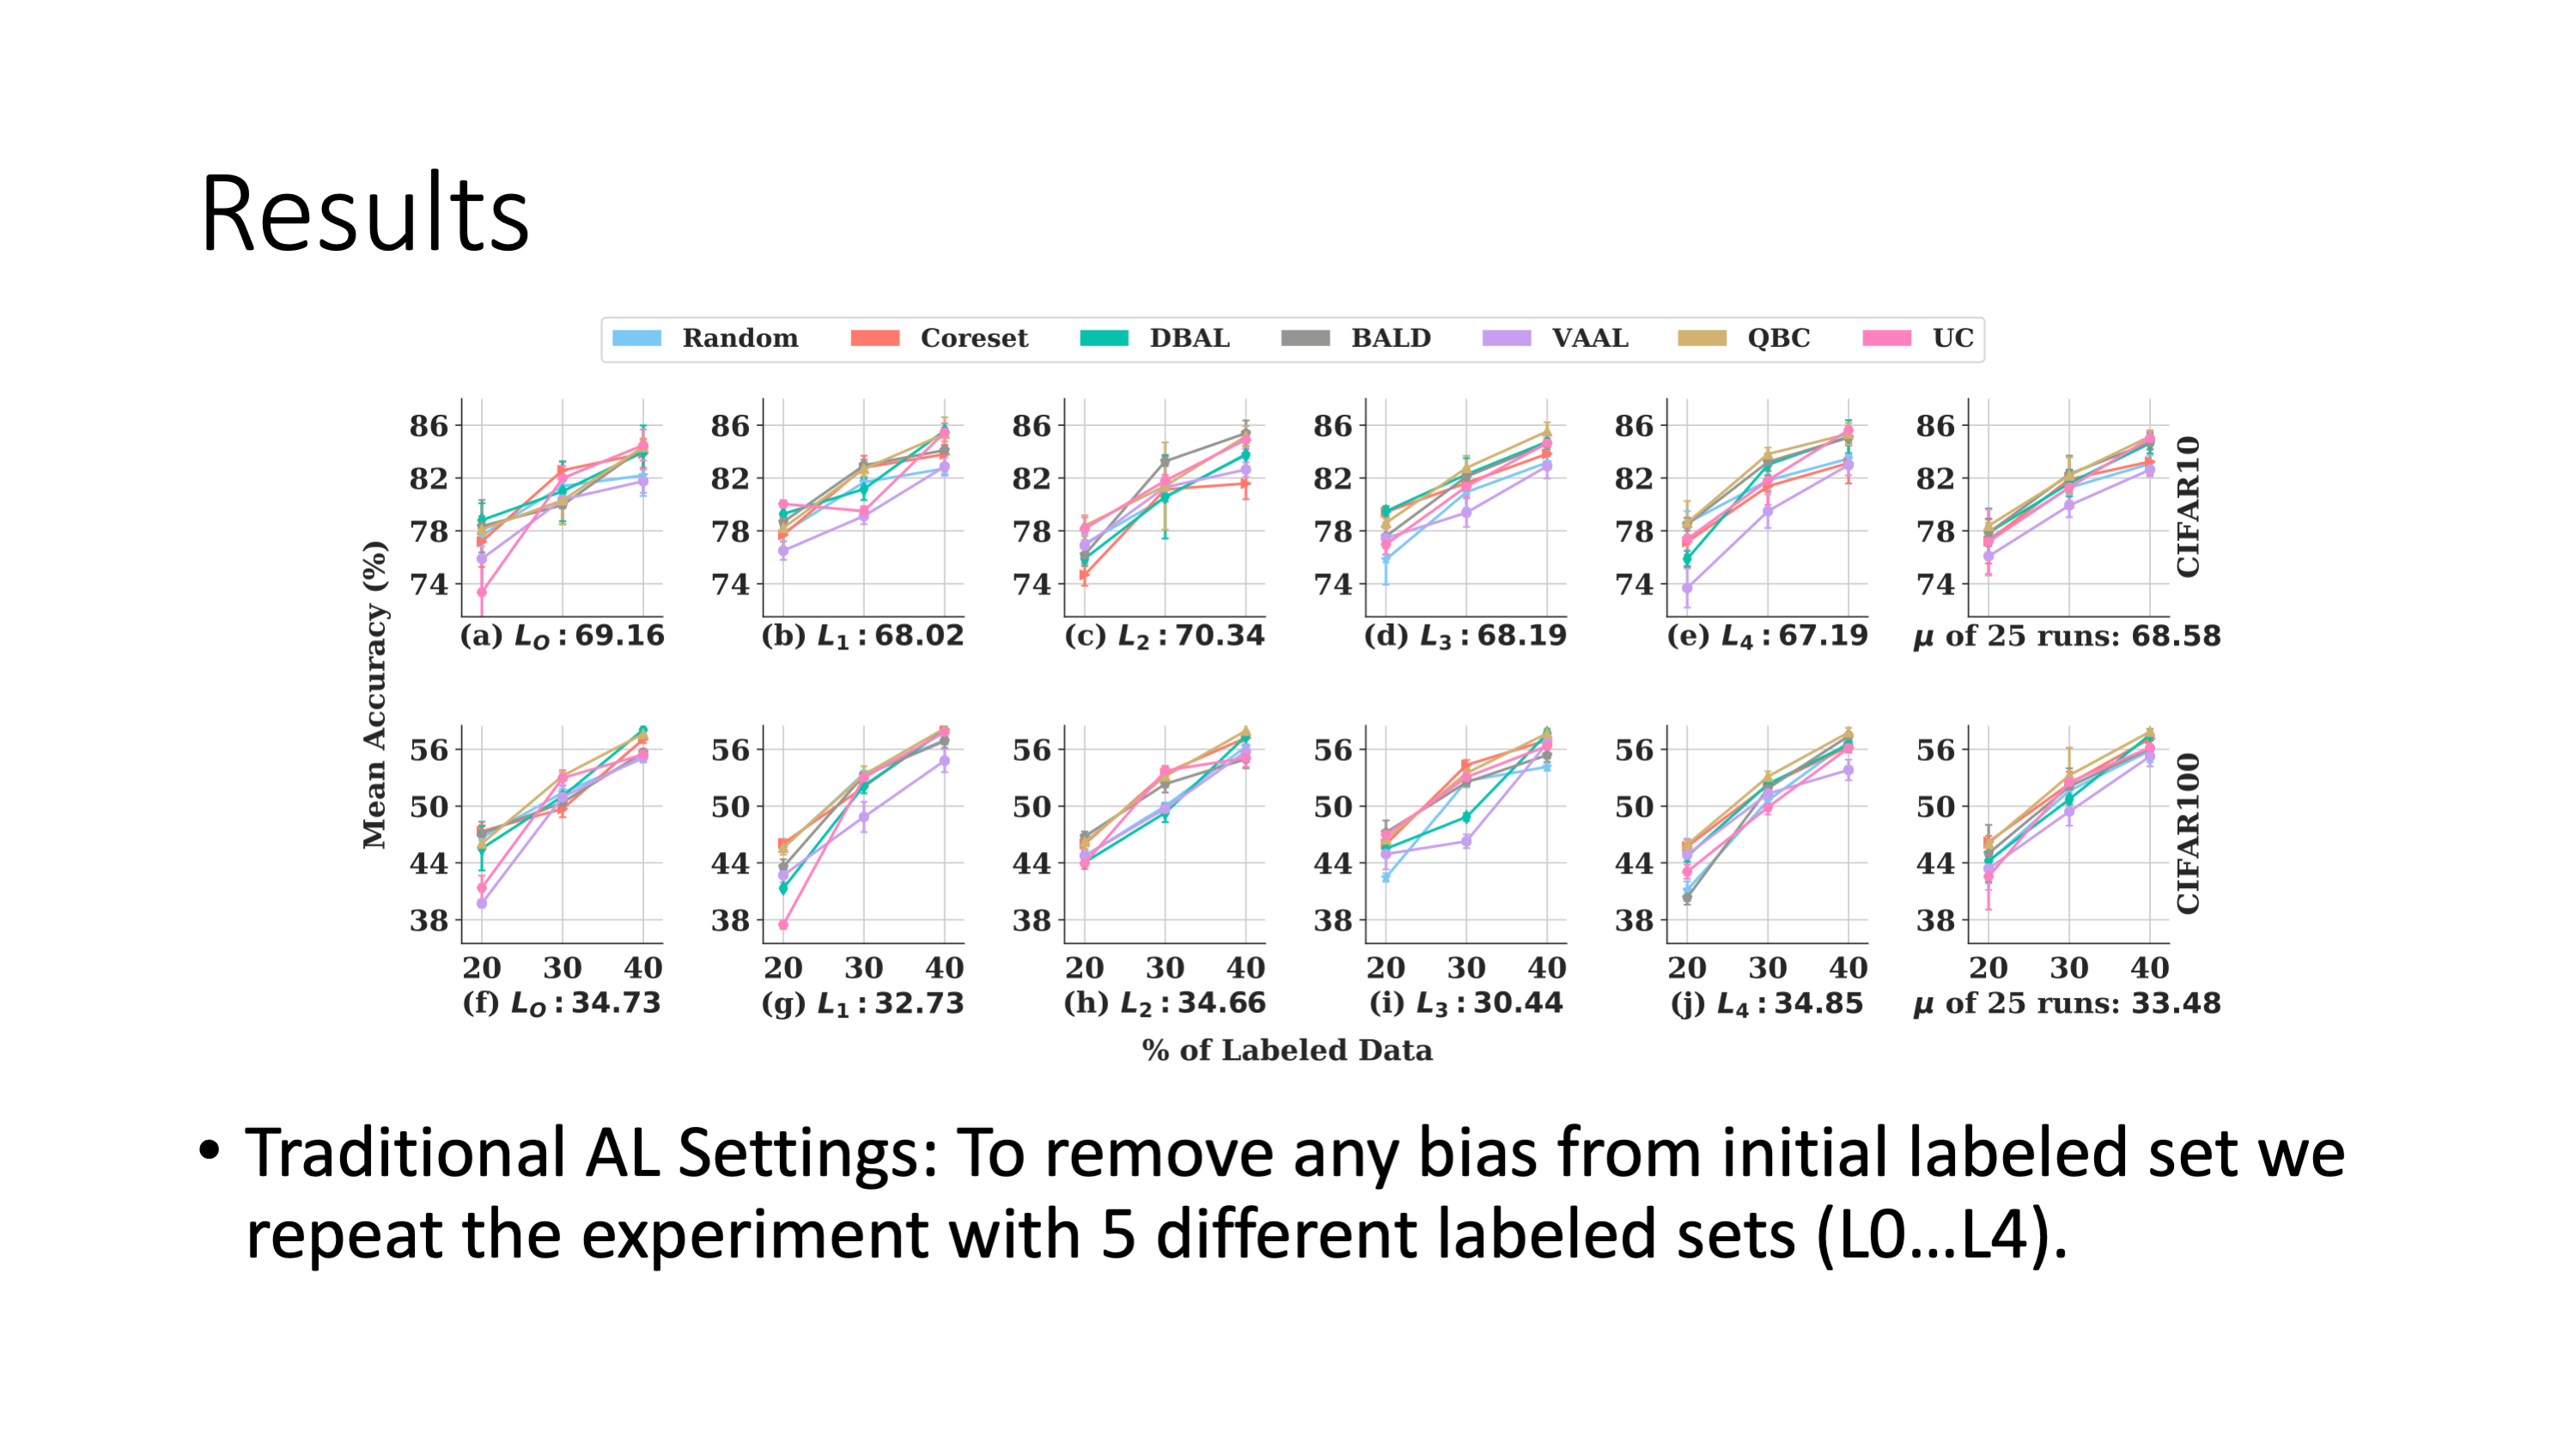 Results
Random Coreset DBAL BALD VAAL QBC UC
86 86 86 86 86 86
82 82 82 82 82 82
78 78 78 78 78 78
74 74 74 74 74 74
CIFAR10
(a) L0 : 69.16 (b) L1 : 68.02 (c) L2 : 70.34 (d) L3 : 68.19 (e) L4 : 67.19 μ of 25 runs: 68.58
Mean Accuracy (%)
56 56 56 56 56 56
50 50 50 50 50 50
44 44 44 44 44 44
38 38 38 38 38 38
CIFAR100
20 30 40 20 30 40 20 30 40 20 30 40 20 30 40 20 30 40
(f) L0 : 34.73 (g) L1 : 32.73 (h) L2 : 34.66 (i) L3 : 30.44 (j) L4 : 34.85 μ of 25 runs: 33.48
% of Labeled Data
• Traditional AL Settings: To remove any bias from initial labeled set we
repeat the experiment with 5 different labeled sets (L0...L4).